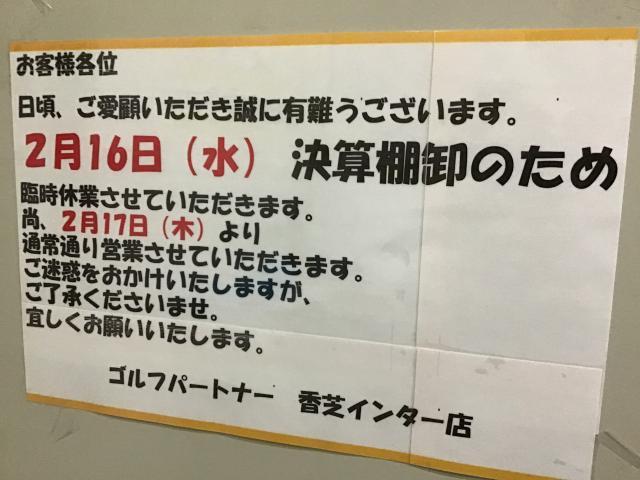 お客様各位
日頃、ご愛顧いただき誠に有難うございます。
2月16日（水） 決算棚卸のため
臨時休業させていただきます。
尚、2月17日（木）より
通常通り営業させていただきます。
ご迷惑をおかけいたしますが、
ご了承くださいませ。
宜しくお願いいたします。
ゴルフパートナー 香芝インター店